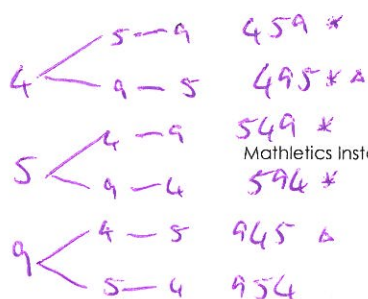 5 — 9 459 *
4
9 — 5 495 * △
4 — 9 549 *
5
Mathletics Inst
9 — 4 594 *
4 — 5 945 △
9
5 — 4 954